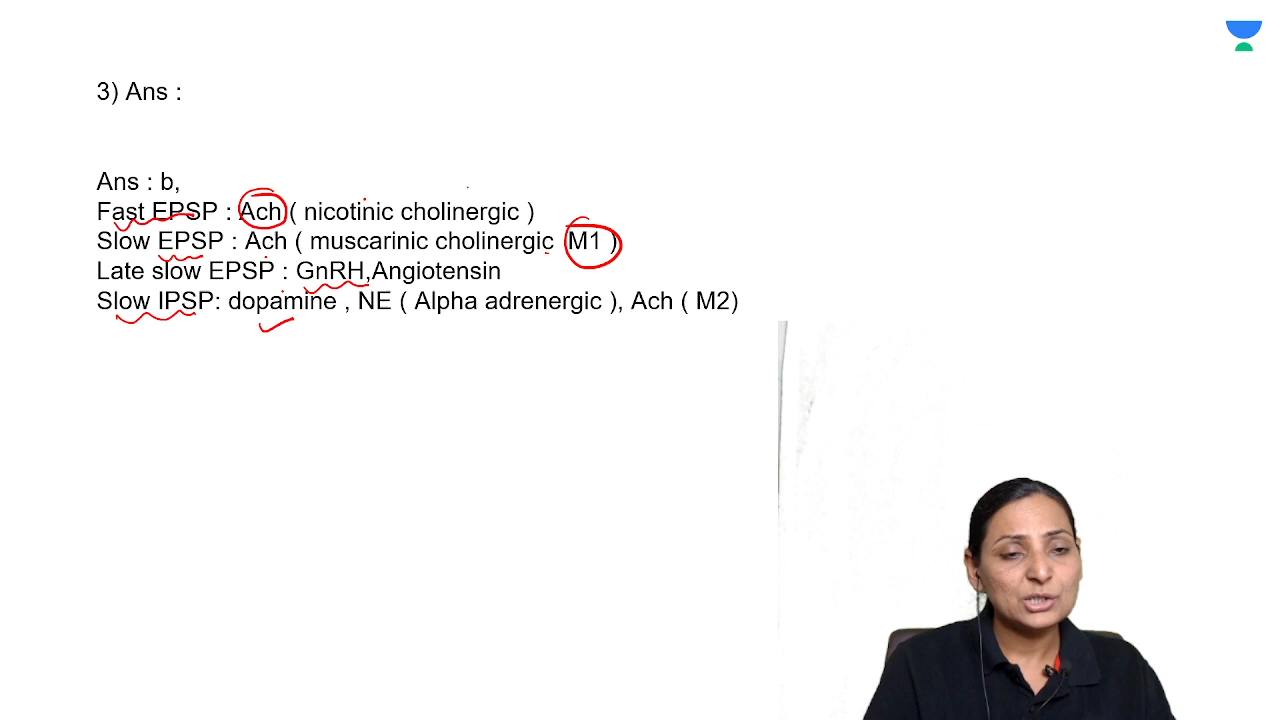 3) Ans :
Ans : b,
Fast EPSP : Ach ( nicotinic cholinergic )
Slow EPSP : Ach ( muscarinic cholinergic M1 )
Late slow EPSP : GnRH,Angiotensin
Slow IPSP: dopamine , NE ( Alpha adrenergic ), Ach ( M2)